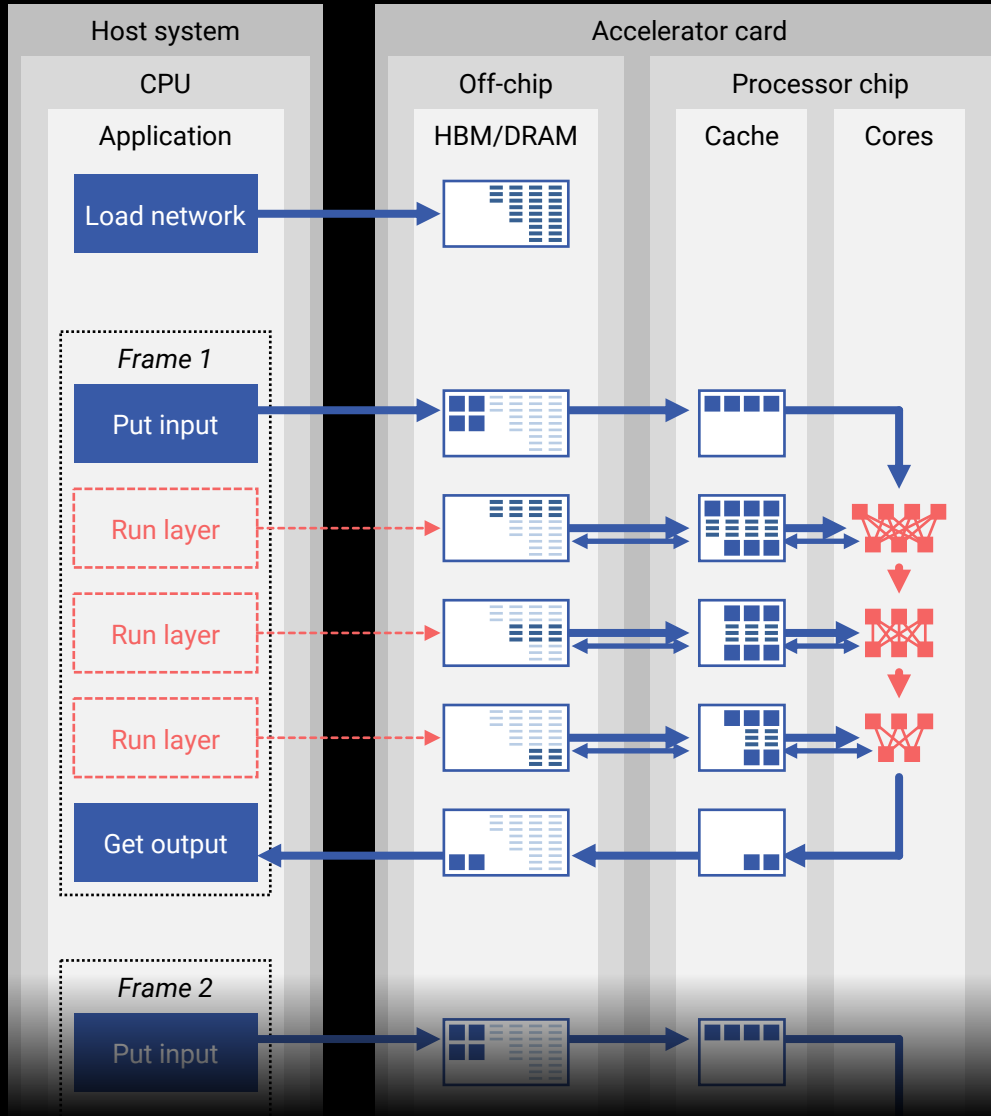 Host system
Accelerator card
CPU
Off-chip
Processor chip
Application
HBM/DRAM
Cache
Cores
Load network
Frame 1
Put input
Run layer
Run layer
Run layer
Get output
Frame 2
Put input